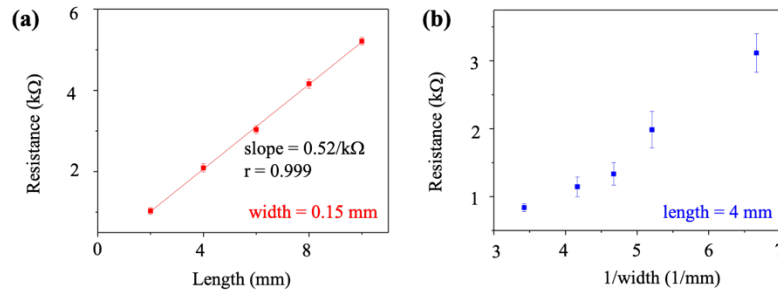 (a)
6
4
2
Resistance (kΩ)
slope = 0.52/kΩ
r = 0.999
width = 0.15 mm
0
4
8
Length (mm)
(b)
3
2
1
Resistance (kΩ)
length = 4 mm
3
4
5
6
7
1/width (1/mm)